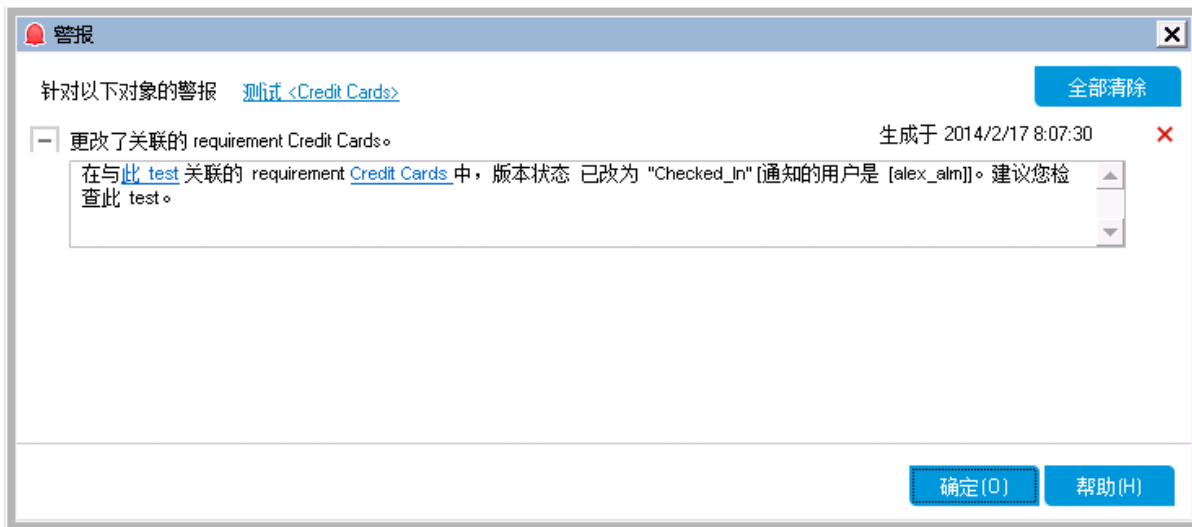 警报
针对以下对象的警报 测试 <Credit Cards>
全部清除
更改了关联的 requirement Credit Cards。
生成于 2014/2/17 8:07:30
在与此 test 关联的 requirement Credit Cards 中，版本状态 已改为 "Checked_In" [通知的用户是 [alex_alm]]。建议您检
查此 test。
确定(O)
帮助(H)